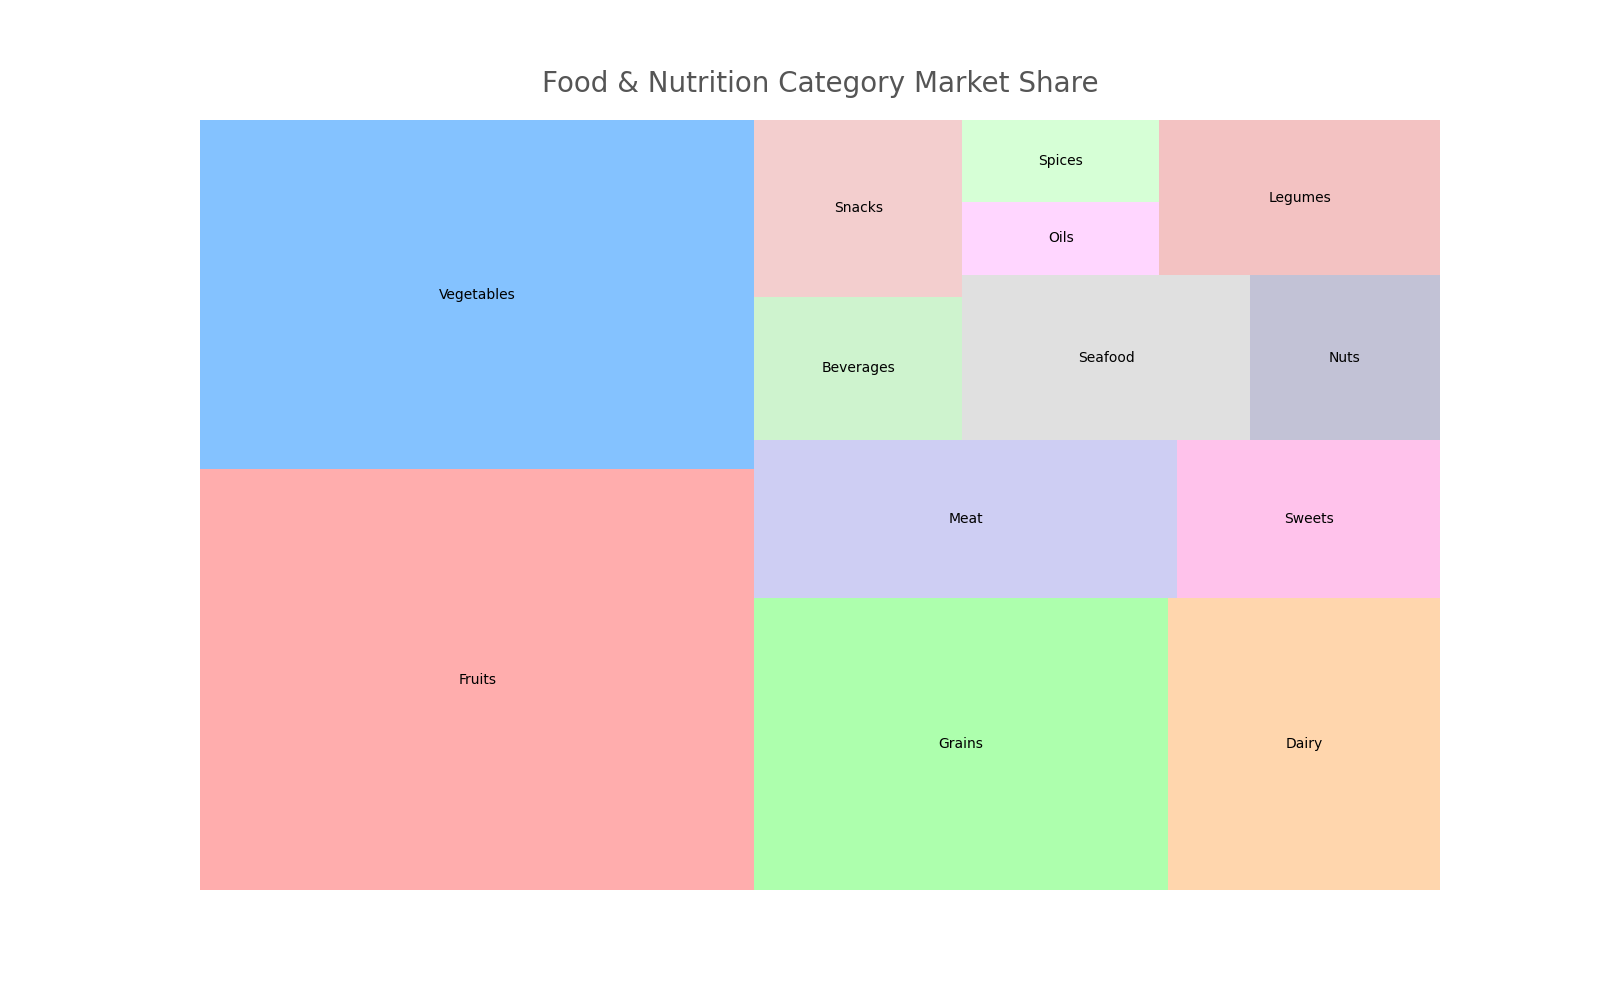 Food & Nutrition Category Market Share
Vegetables
Snacks
Spices
Legumes
Oils
Beverages
Seafood
Nuts
Meat
Sweets
Fruits
Grains
Dairy